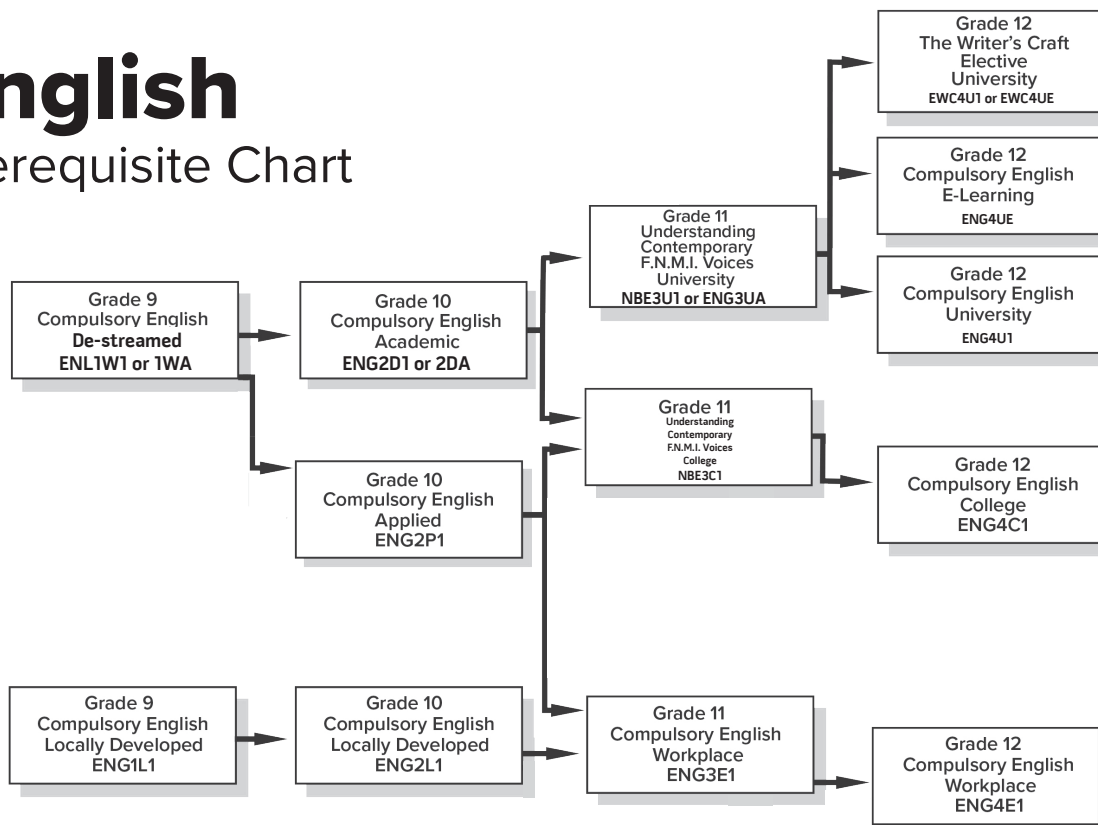 nglish
erequisite Chart
Grade 12
The Writer's Craft
Elective
University
EWC4U1 or EWC4UE
Grade 12
Compulsory English
E-Learning
ENG4UE
Grade 11
Understanding
Contemporary
F.N.M.I. Voices
University
NBE3U1 or ENG3UA
Grade 12
Compulsory English
University
ENG4U1
Grade 9
Compulsory English
De-streamed
ENL1W1 or 1WA
Grade 10
Compulsory English
Academic
ENG2D1 or 2DA
Grade 11
Understanding
Contemporary
F.N.M.I. Voices
College
NBE3C1
Grade 10
Compulsory English
Applied
ENG2P1
Grade 12
Compulsory English
College
ENG4C1
Grade 9
Compulsory English
Locally Developed
ENG1L1
Grade 10
Compulsory English
Locally Developed
ENG2L1
Grade 11
Compulsory English
Workplace
ENG3E1
Grade 12
Compulsory English
Workplace
ENG4E1